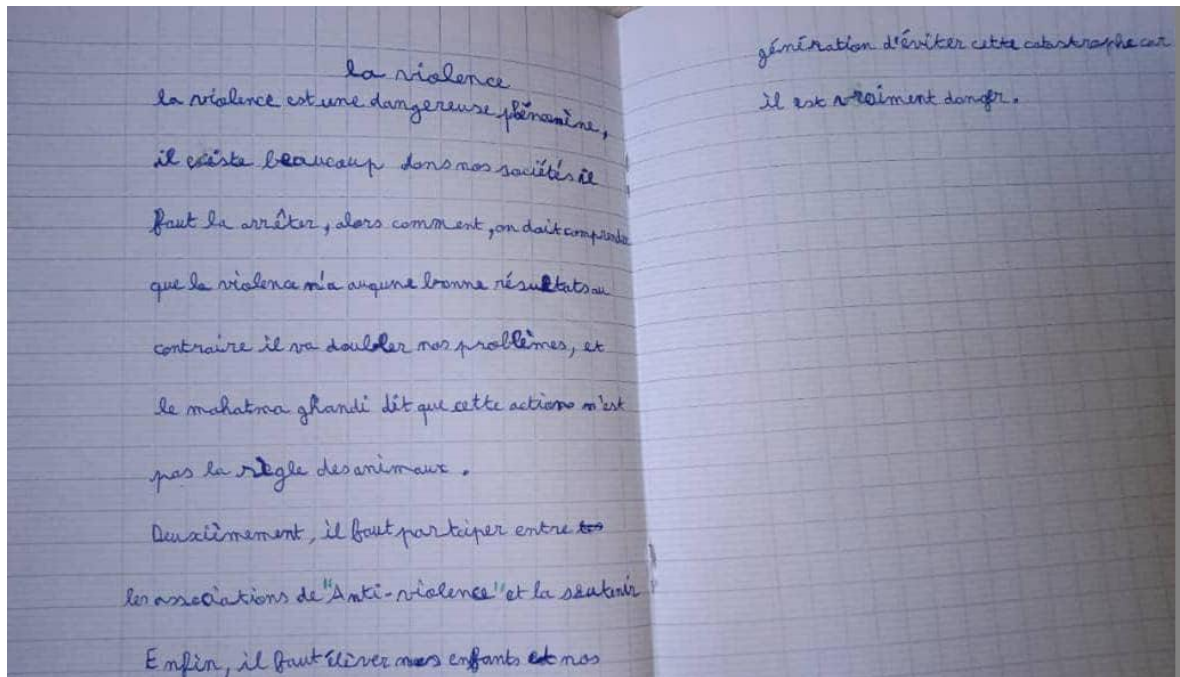 la violence
la violence est une dangereuse phénomène,
il existe beaucoup dans nos sociétés il
faut la arrêter, alors comment, on doit comprendre
que la violence n'a augune bonne résultats au
contraire il va doubler nos problèmes, et
le mahatma ghandi dit que cette actions n'est
pas la règle des animaux.
Deuxièmement, il faut partciper entre
les associations de "Anti-violence" et la soutenir
Enfin, il faut éliver nos enfants et nos
génération d'éviter cette catastraphe car
il est vraiment danger.